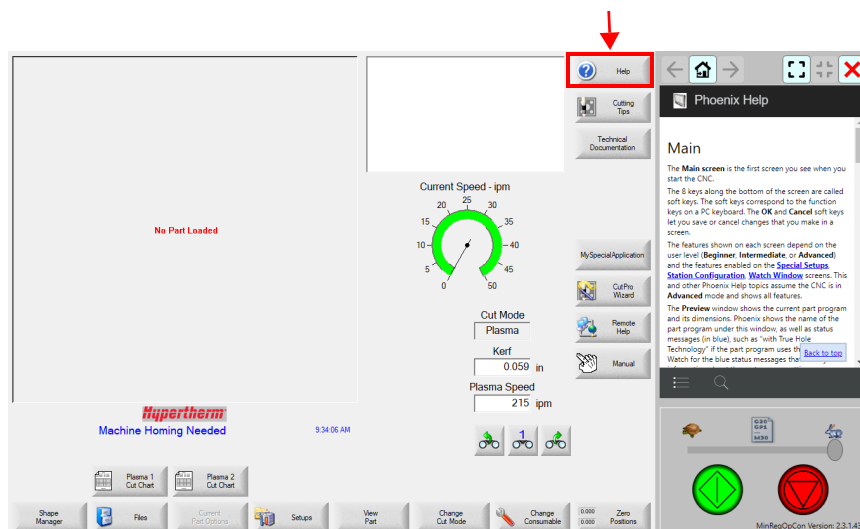 Help
Cutting
Tips
Technical
Documentation
Phoenix Help
Main
The Main screen is the first screen you see when you
start the CNC.
The 8 keys along the bottom of the screen are called
soft keys. The soft keys correspond to the function
keys on a PC keyboard. The OK and Cancel soft keys
let you save or cancel changes that you make in a
screen.
The features shown on each screen depend on the
user level (Beginner, Intermediate, or Advanced)
and the features enabled on the Special Setups,
Station Configuration, Watch Window screens. This
and other Phoenix Help topics assume the CNC is in
Advanced mode and shows all features.
The Preview window shows the current part program
and its dimensions. Phoenix shows the name of the
part program under this window, as well as status
messages (in blue), such as "with True Hole
Technology" if the part program uses th
Watch for the blue status messages that
Back to top
No Part Loaded
Current Speed - ipm
0
5
10
15
20
25
30
35
40
45
50
MySpecialApplication
CutPro
Wizard
Remote
Help
Manual
Cut Mode
Plasma
Kerf
0.059 in
Plasma Speed
215 ipm
1
Hypertherm
Machine Homing Needed
9:34:06 AM
G30
GP1
M30
Plasma 1
Cut Chart
Plasma 2
Cut Chart
Shape
Manager
Files
Current
Part Options
Setups
View
Part
Change
Cut Mode
Change
Consumable
0.000
0.000
Zero
Positions
MinReqOpCon Version: 2.3.1.43